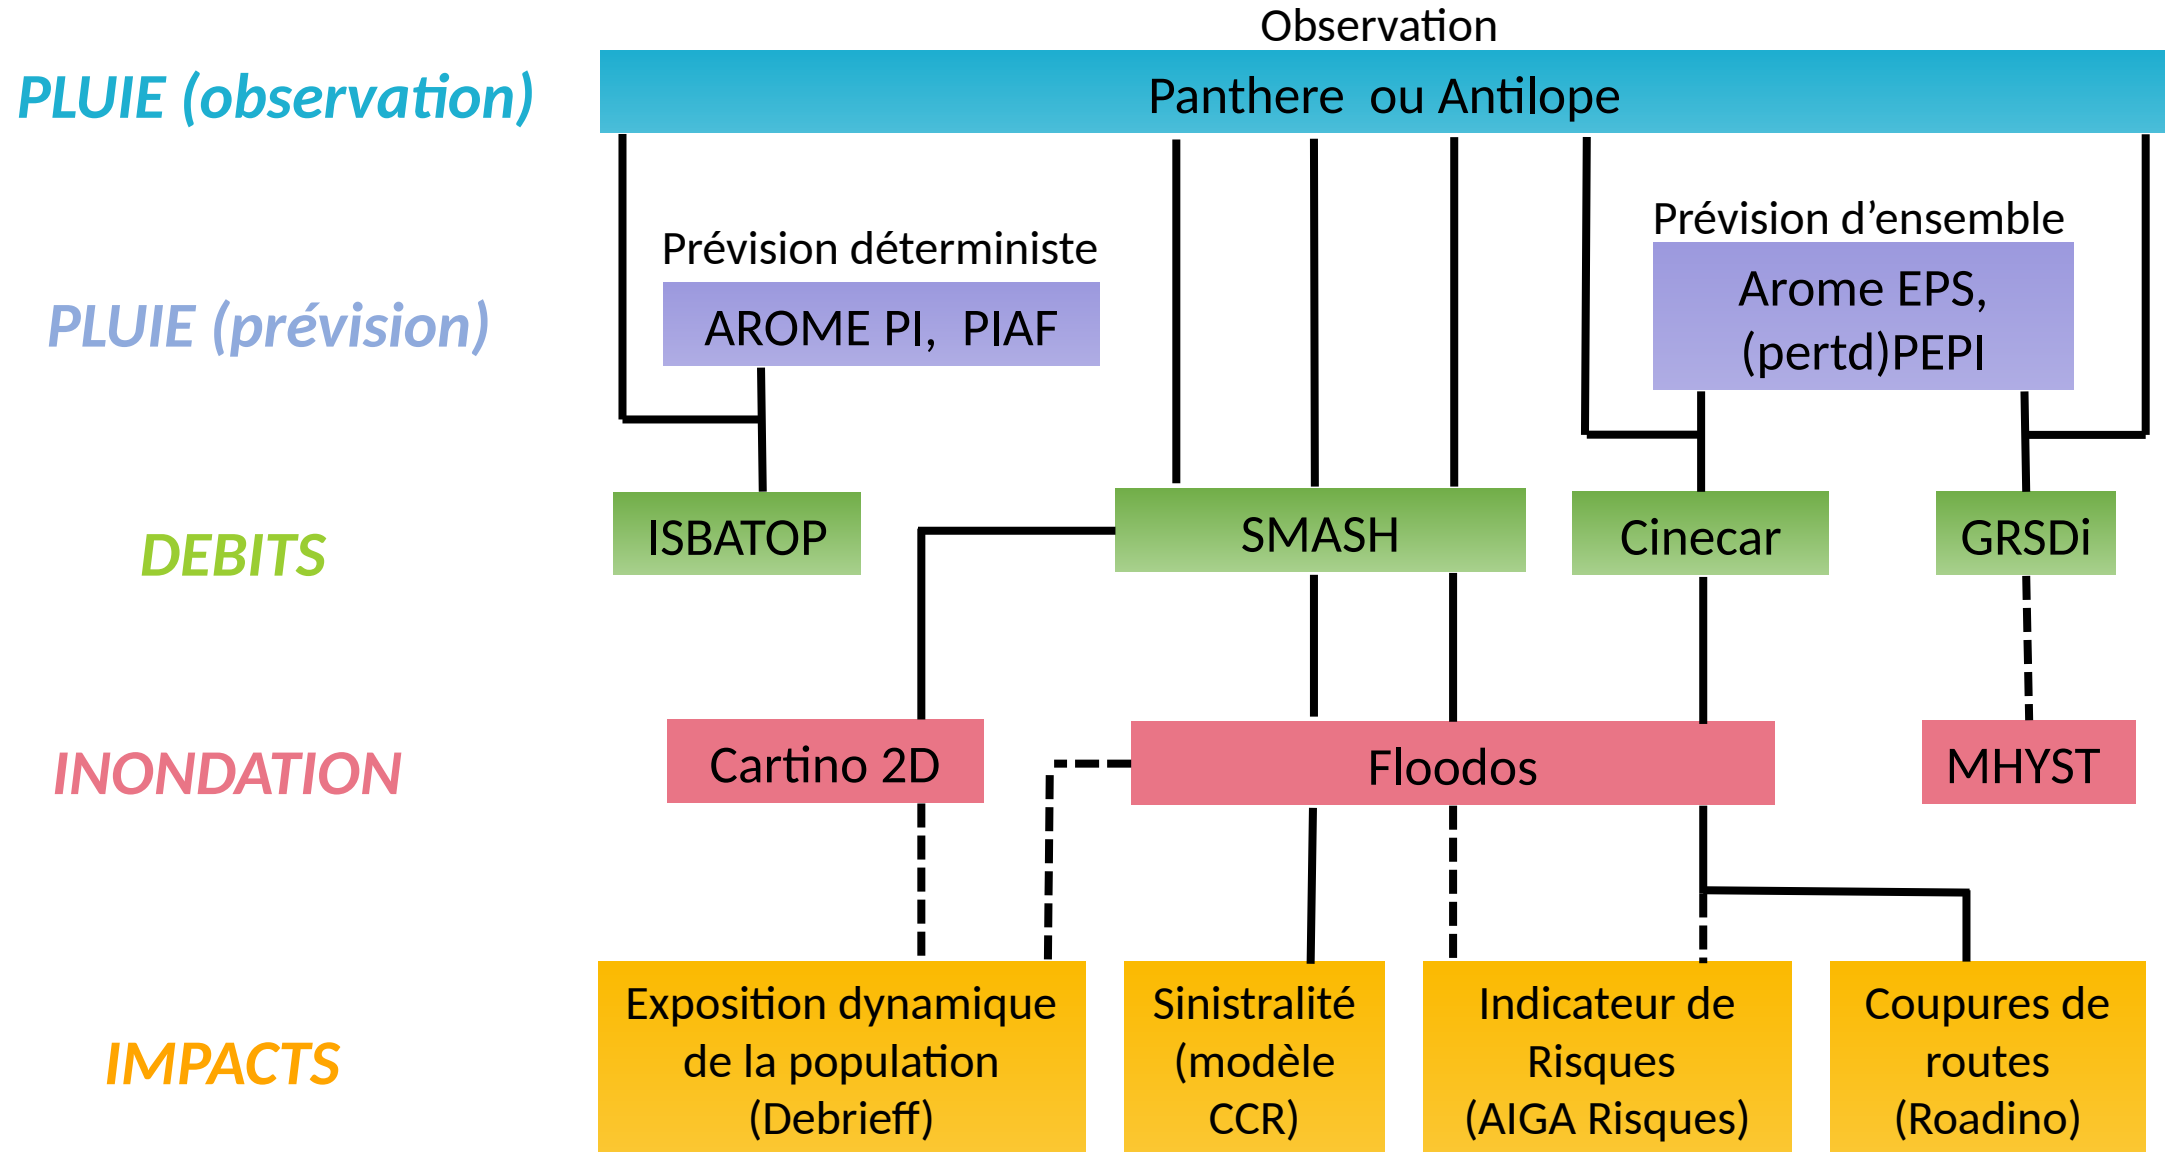 Observation
PLUIE (observation)
Panthere ou Antilope
Prévision déterministe
Prévision d’ensemble
PLUIE (prévision)
AROME PI, PIAF
Arome EPS,
(pertd)PEPI
DEBITS
ISBATOP
SMASH
Cinecar
GRSDi
INONDATION
Cartino 2D
Floodos
MHYST
IMPACTS
Exposition dynamique
de la population
(Debrieff)
Sinistralité
(modèle
CCR)
Indicateur de
Risques
(AIGA Risques)
Coupures de
routes
(Roadino)